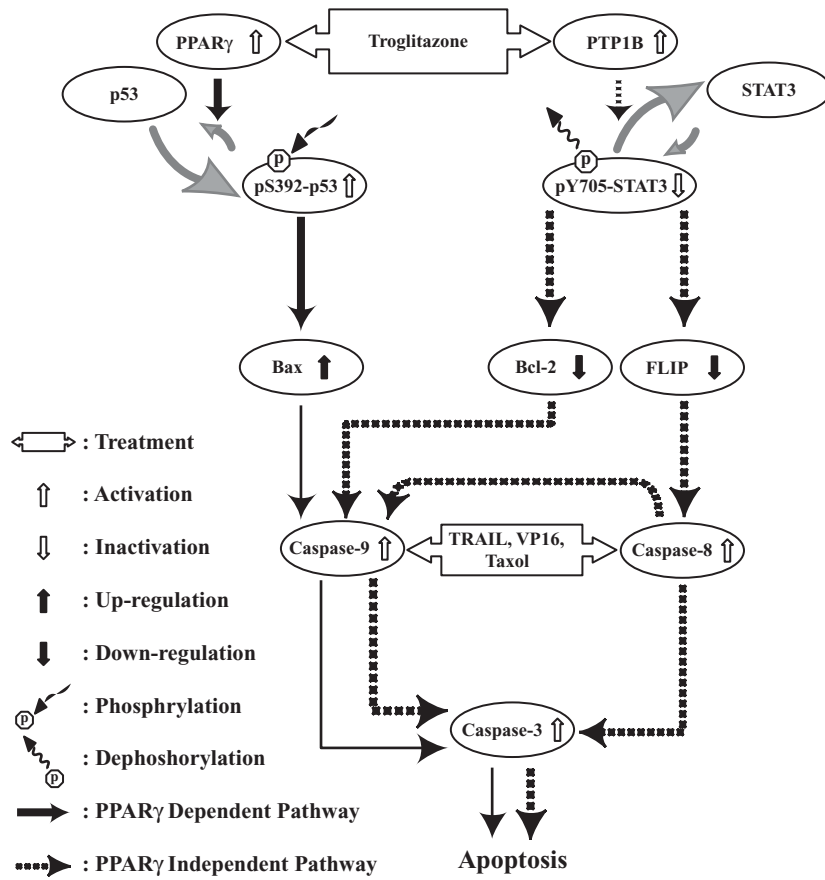 PPARγ
Troglitazone
PTP1B
p53
STAT3
p
p
pS392-p53
pY705-STAT3
Bax
Bcl-2
FLIP
: Treatment
: Activation
Caspase-9
TRAIL, VP16,
Taxol
Caspase-8
: Inactivation
: Up-regulation
: Down-regulation
p
: Phosphrylation
Caspase-3
p
: Dephoshorylation
: PPARγ Dependent Pathway
: PPARγ Independent Pathway
Apoptosis